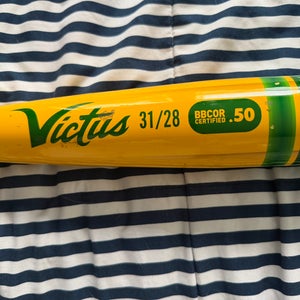 Victus 31/28 BBCOR .50
CERTIFIED